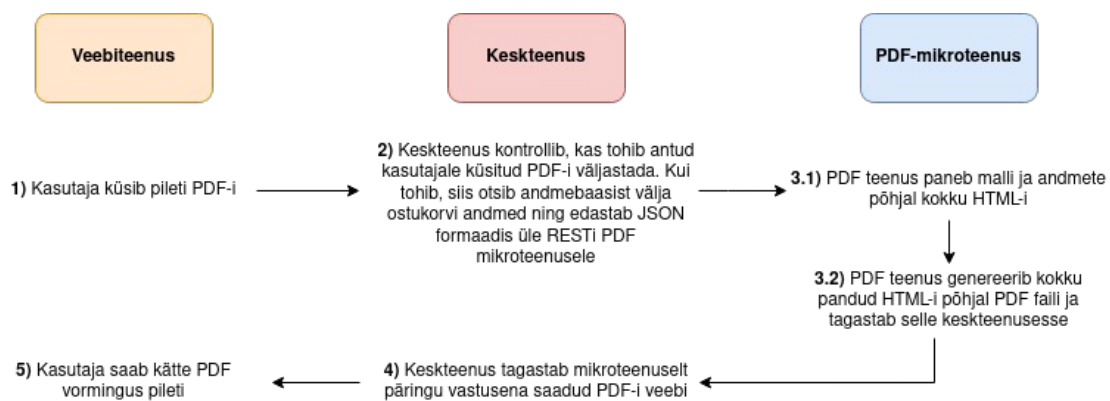 Veebiteenus
Keskteenus
PDF-mikroteenus
1) Kasutaja küsib pileti PDF-i
2) Keskteenus kontrollib, kas tohib antud
kasutajale küsitud PDF-i väljastada. Kui
tohib, siis otsib andmebaasist välja
ostukorvi andmed ning edastab JSON
formaadis üle RESTi PDF
mikroteenusele
3.1) PDF teenus paneb malli ja andmete
põhjal kokku HTML-i
3.2) PDF teenus genereerib kokku
pandud HTML-i põhjal PDF faili ja
tagastab selle keskteenusesse
4) Keskteenus tagastab mikroteenuselt
päringu vastusena saadud PDF-i veebi
5) Kasutaja saab kätte PDF
vormingus pileti